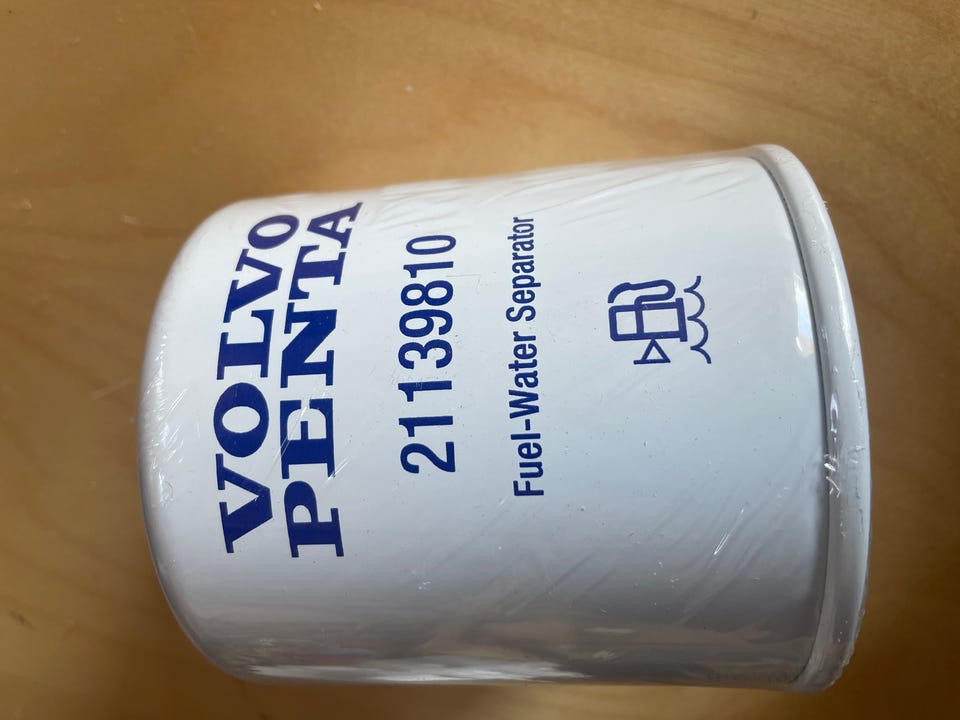 VOLVO
PENTA
21139810
Fuel-Water Separator